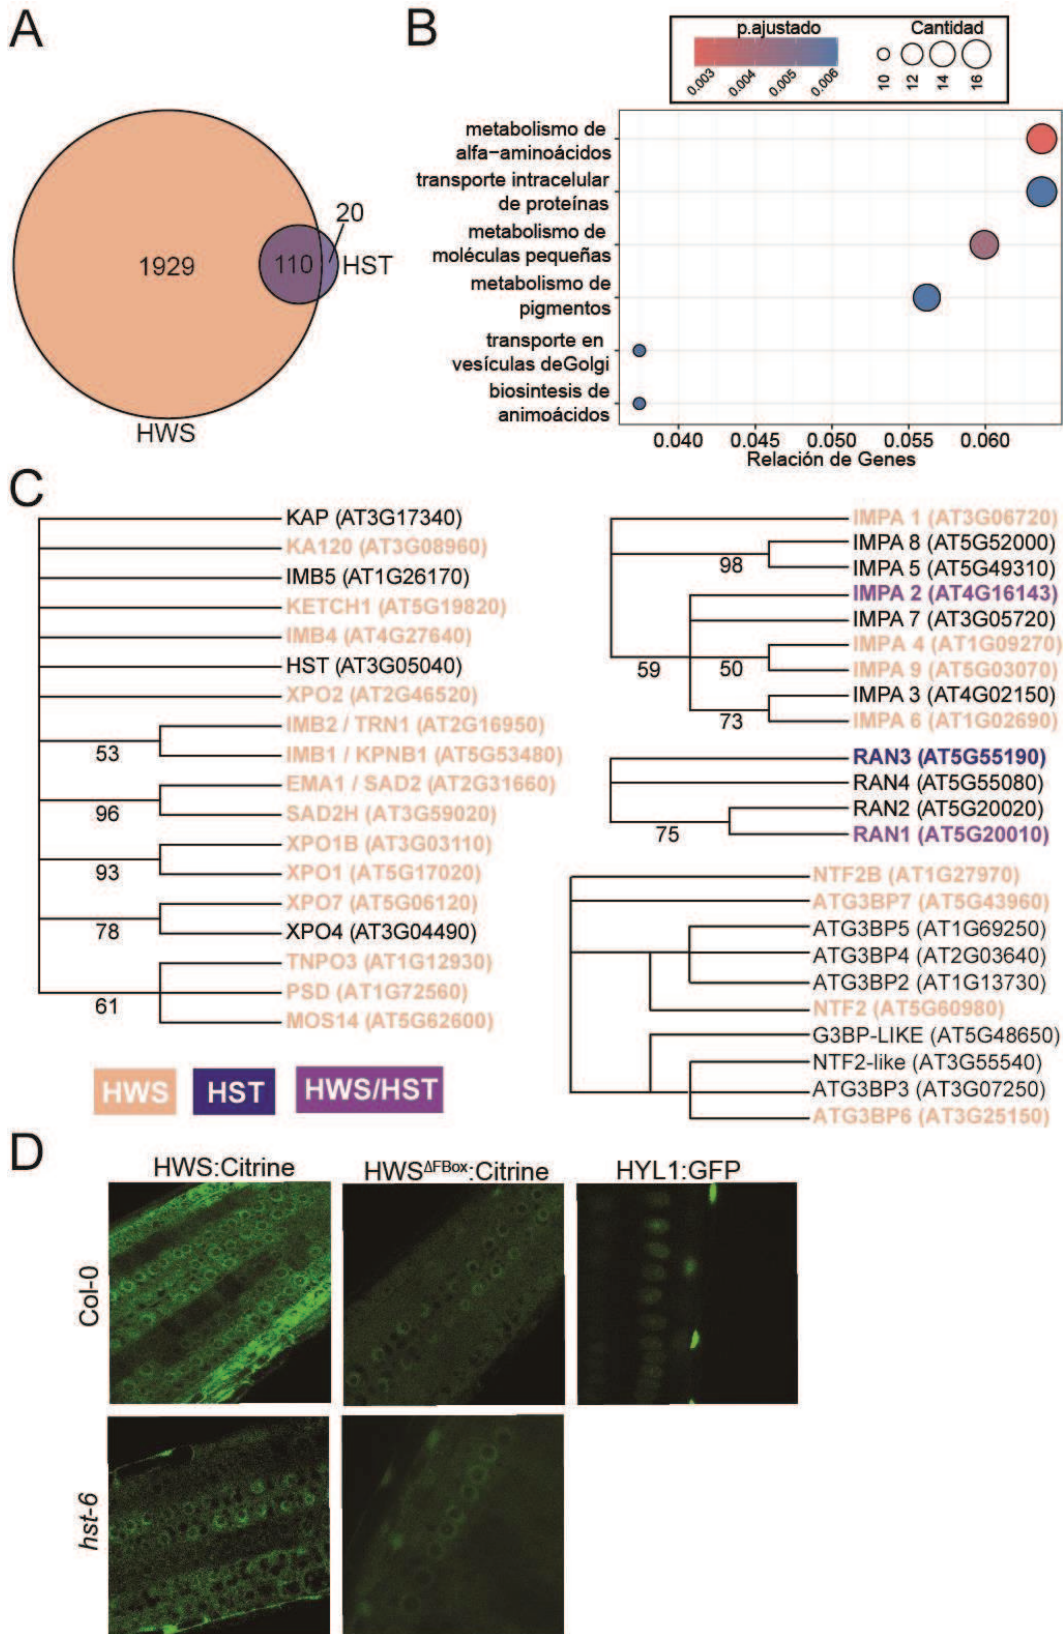 A
1929
110
20
HST
HWS
B
p.ajustado
Cantidad
0.003
0.004
0.005
0.006
10
12
14
16
metabolismo de
alfa–aminoácidos
transporte intracelular
de proteínas
metabolismo de
moléculas pequeñas
metabolismo de
pigmentos
transporte en
vesículas deGolgi
biosintesis de
animoácidos
0.040
0.045
0.050
0.055
0.060
Relación de Genes
C
KAP (AT3G17340)
KA120 (AT3G08960)
IMB5 (AT1G26170)
KETCH1 (AT5G19820)
IMB4 (AT4G27640)
HST (AT3G05040)
XPO2 (AT2G46520)
IMB2 / TRN1 (AT2G16950)
53
IMB1 / KPNB1 (AT5G53480)
EMA1 / SAD2 (AT2G31660)
96
SAD2H (AT3G59020)
XPO1B (AT3G03110)
93
XPO1 (AT5G17020)
XPO7 (AT5G06120)
78
XPO4 (AT3G04490)
TNPO3 (AT1G12930)
61
PSD (AT1G72560)
MOS14 (AT5G62600)
HWS
HST
HWS/HST
IMPA 1 (AT3G06720)
IMPA 8 (AT5G52000)
98
IMPA 5 (AT5G49310)
IMPA 2 (AT4G16143)
IMPA 7 (AT3G05720)
IMPA 4 (AT1G09270)
59
50
IMPA 9 (AT5G03070)
IMPA 3 (AT4G02150)
73
IMPA 6 (AT1G02690)
RAN3 (AT5G55190)
RAN4 (AT5G55080)
RAN2 (AT5G20020)
75
RAN1 (AT5G20010)
NTF2B (AT1G27970)
ATG3BP7 (AT5G43960)
ATG3BP5 (AT1G69250)
ATG3BP4 (AT2G03640)
ATG3BP2 (AT1G13730)
NTF2 (AT5G60980)
G3BP-LIKE (AT5G48650)
NTF2-like (AT3G55540)
ATG3BP3 (AT3G07250)
ATG3BP6 (AT3G25150)
D
HWS:Citrine
HWSΔFBox:Citrine
HYL1:GFP
Col-0
hst-6